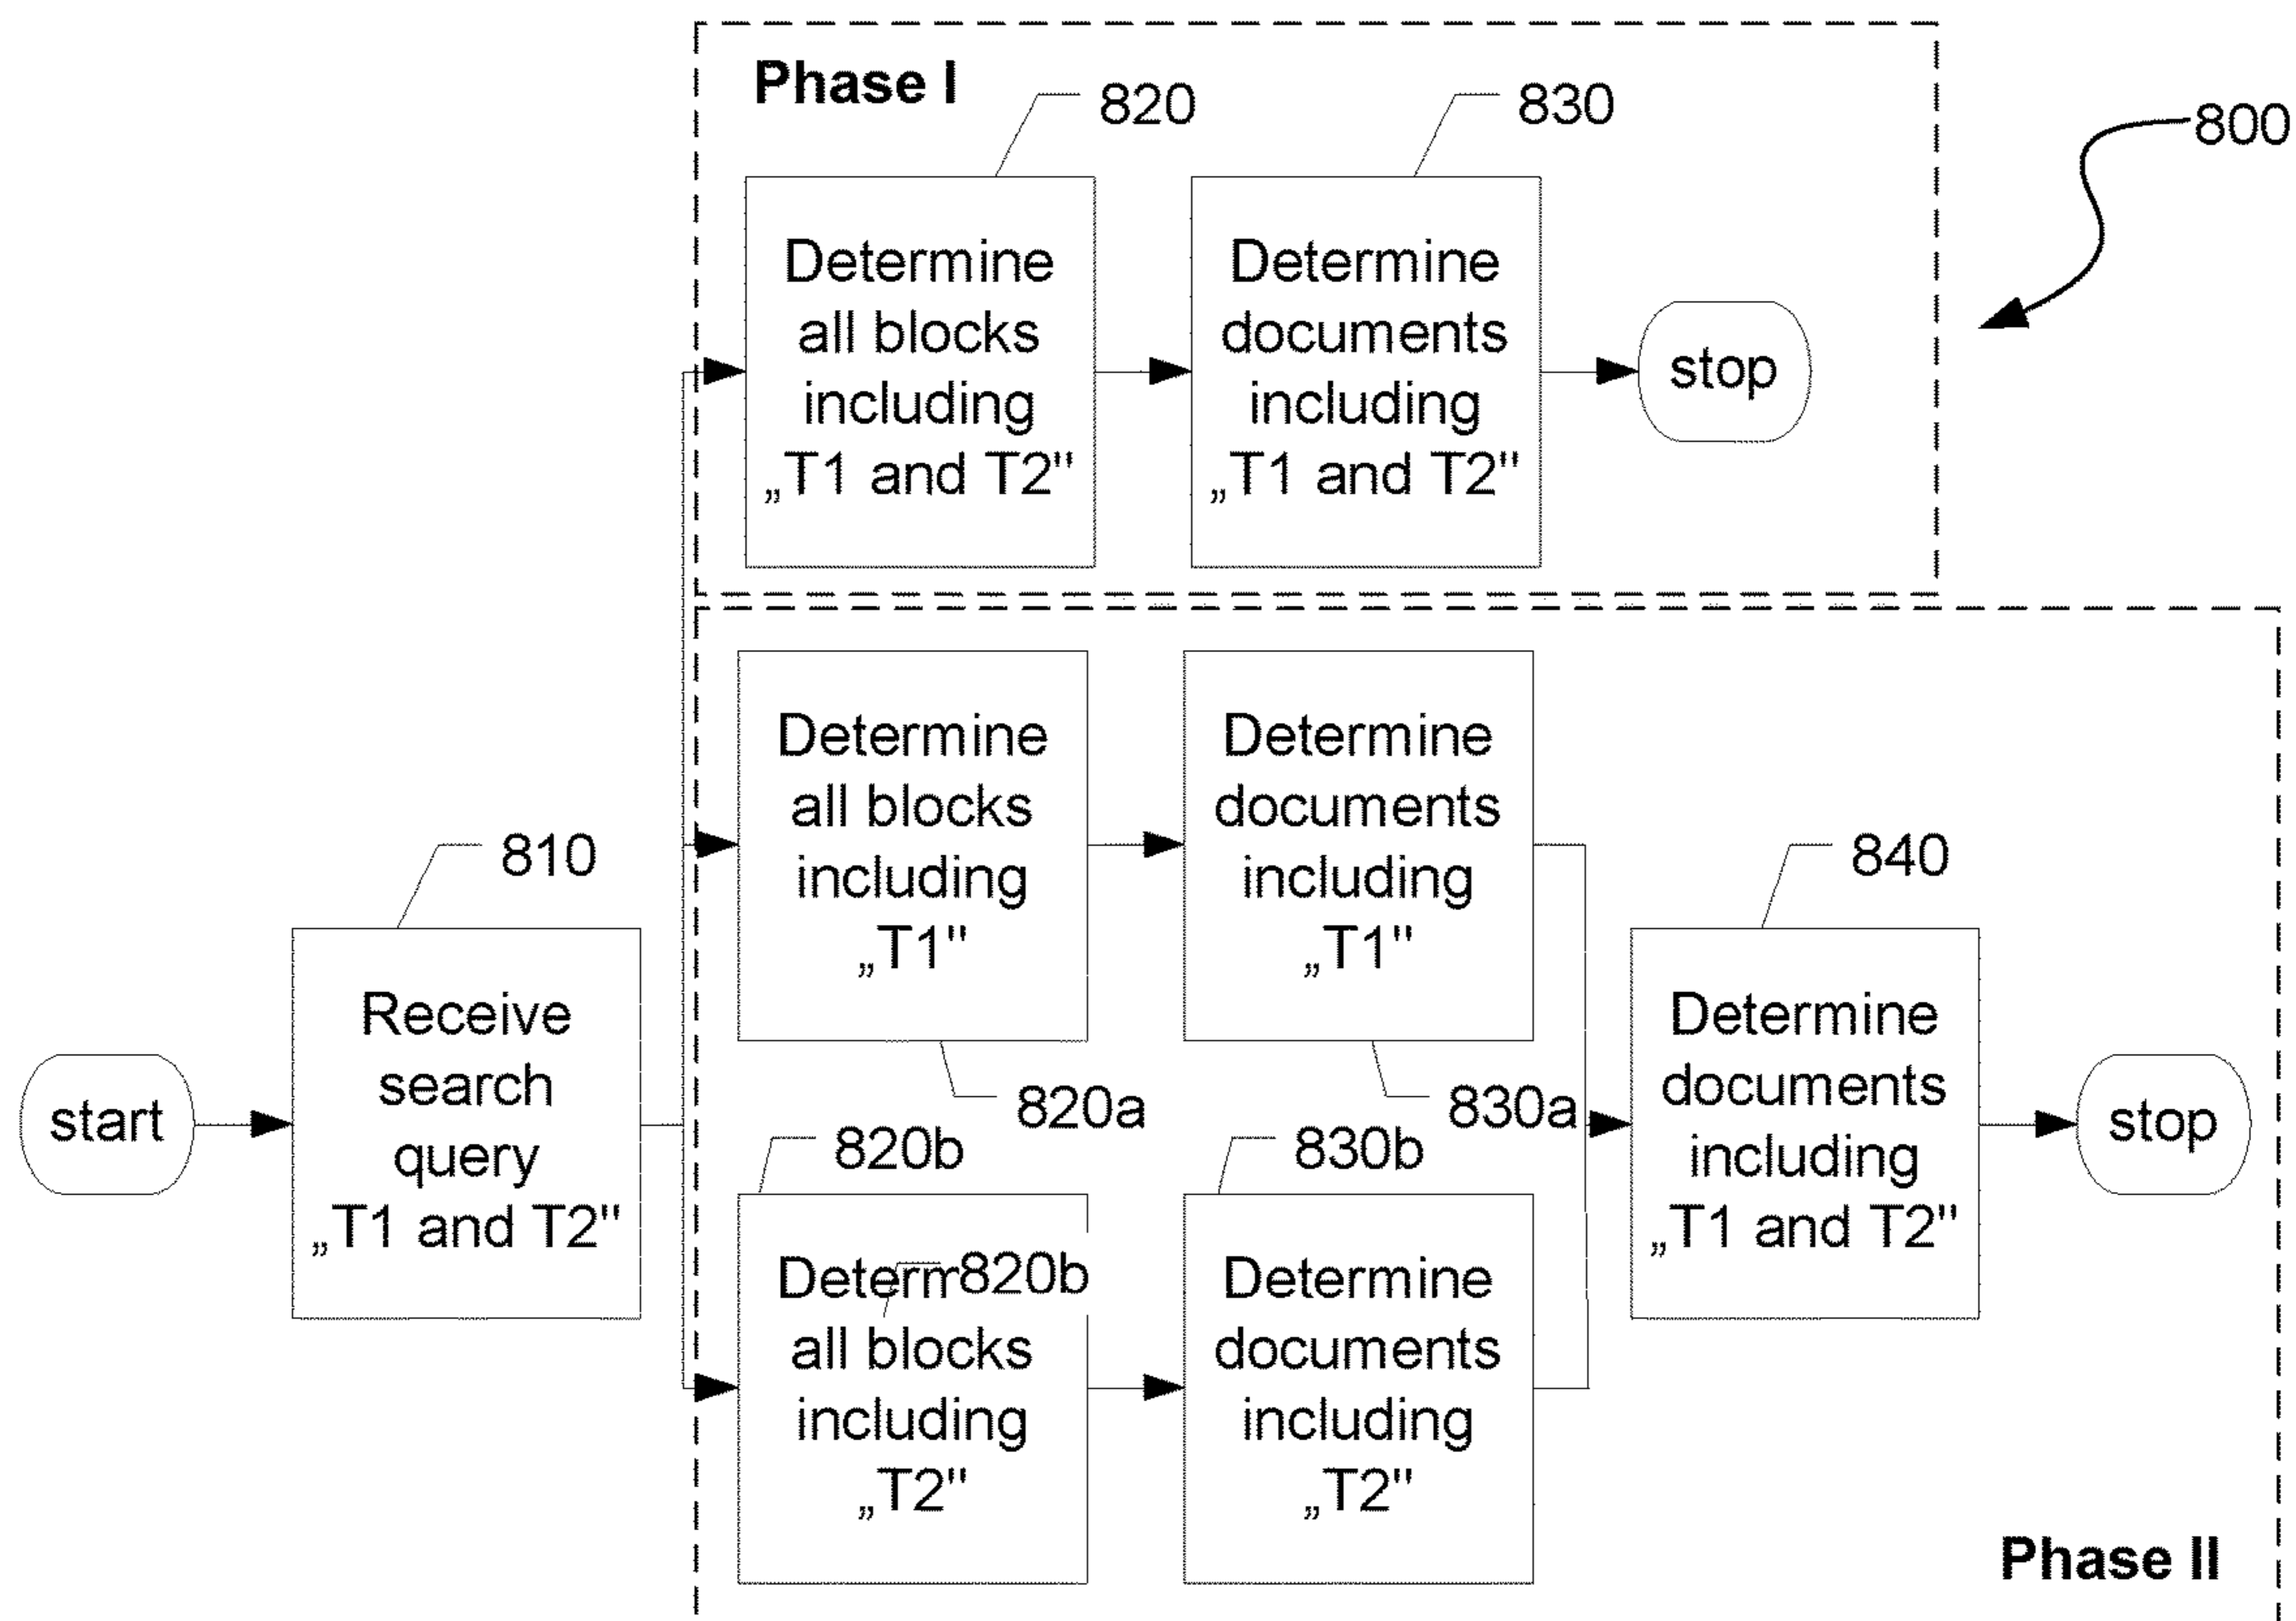 Phase I
820
830
800
Determine
all blocks
including
„T1 and T2"
Determine
documents
including
„T1 and T2"
stop
Determine
all blocks
including
„T1"
820a
Determine
documents
including
„T1"
830a
810
Receive
search
query
„T1 and T2"
start
840
Determine
documents
including
„T1 and T2"
stop
820b
830b
Determ
820b
all blocks
including
„T2"
Determine
documents
including
„T2"
Phase II